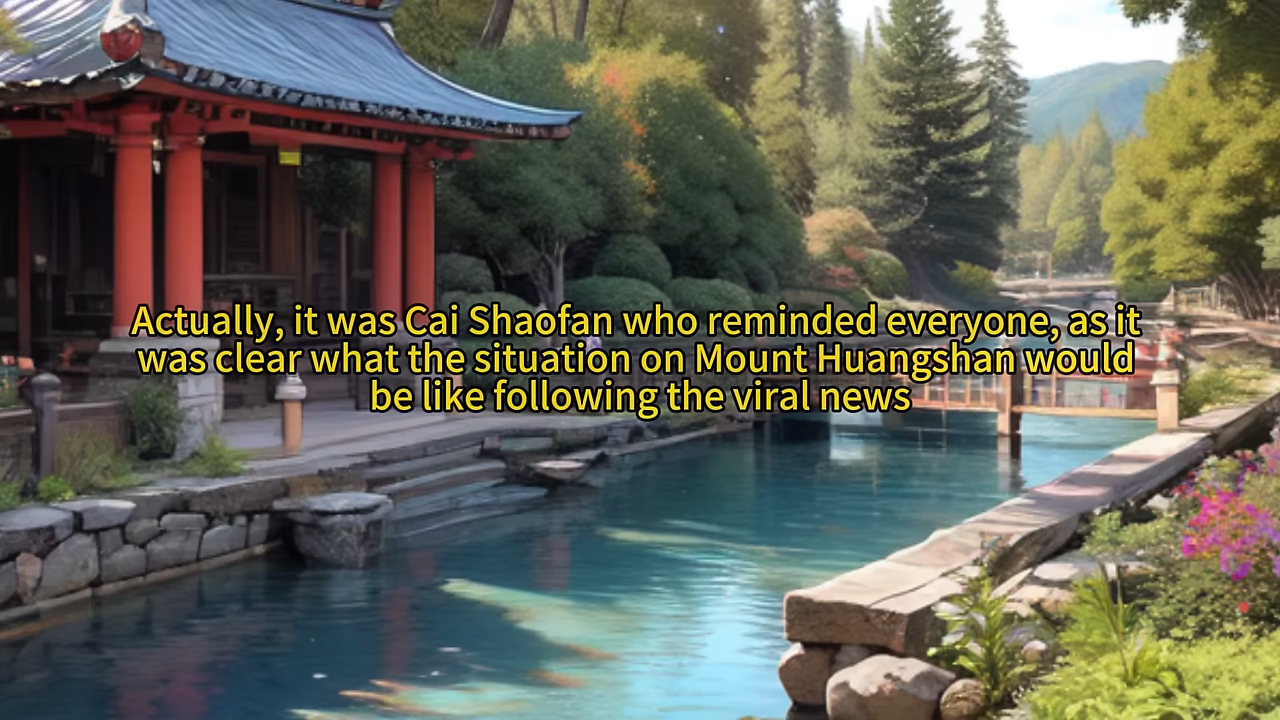 Actually, it was Cai Shaofan who reminded everyone, as it
was clear what the situation on Mount Huangshan would
be like following the viral news